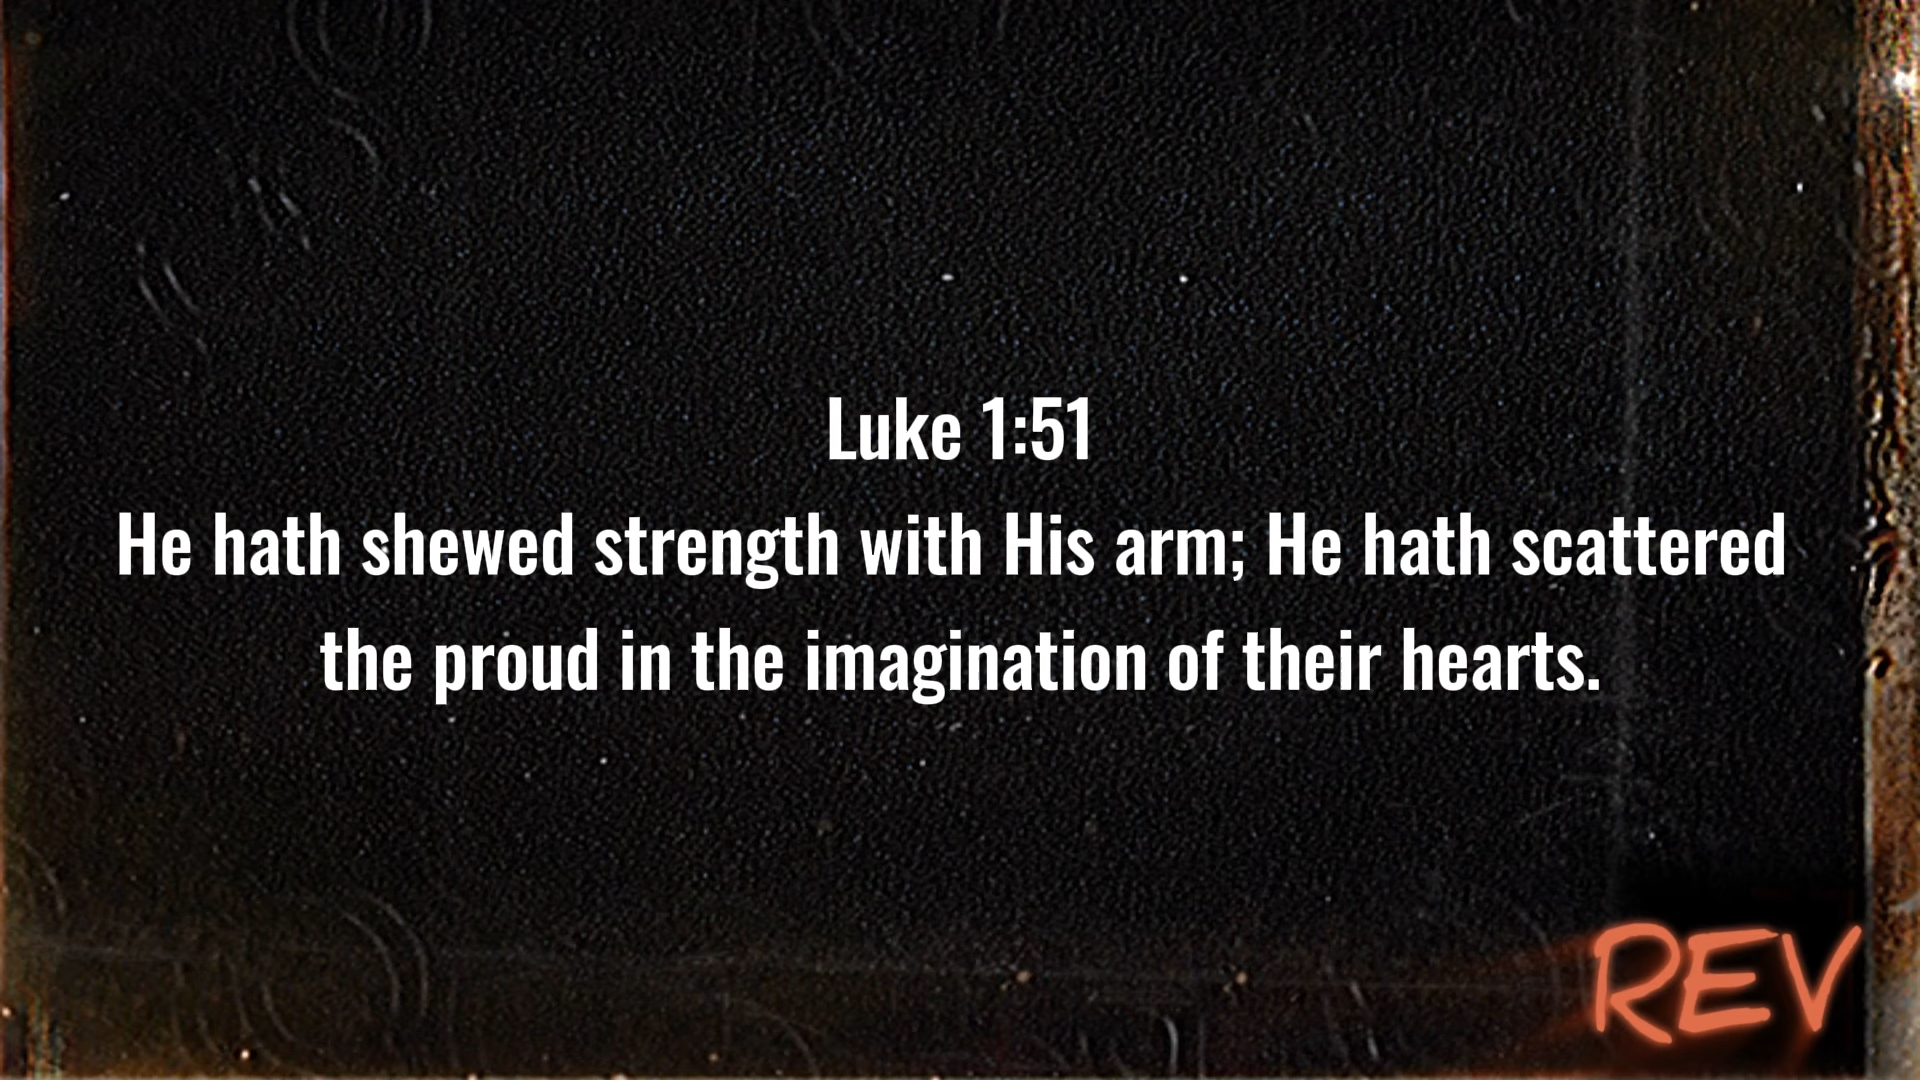 Luke 1:51
He hath shewed strength with His arm; He hath scattered
the proud in the imagination of their hearts.
REV